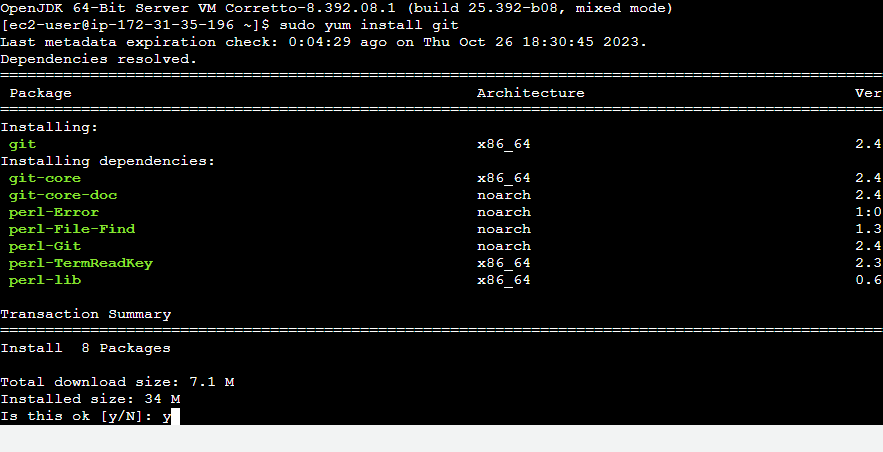 OpenJDK 64-Bit Server VM Corretto-8.392.08.1 (build 25.392-b08, mixed mode)
[ec2-user@ip-172-31-35-196 ~]$ sudo yum install git
Last metadata expiration check: 0:04:29 ago on Thu Oct 26 18:30:45 2023.
Dependencies resolved.
Package Architecture Ver
Installing:
git x86_64 2.4
Installing dependencies:
git-core x86_64 2.4
git-core-doc noarch 2.4
perl-Error noarch 1:0
perl-File-Find noarch 1.3
perl-Git noarch 2.4
perl-TermReadKey x86_64 2.3
perl-lib x86_64 0.6
Transaction Summary
Install 8 Packages
Total download size: 7.1 M
Installed size: 34 M
Is this ok [y/N]: y